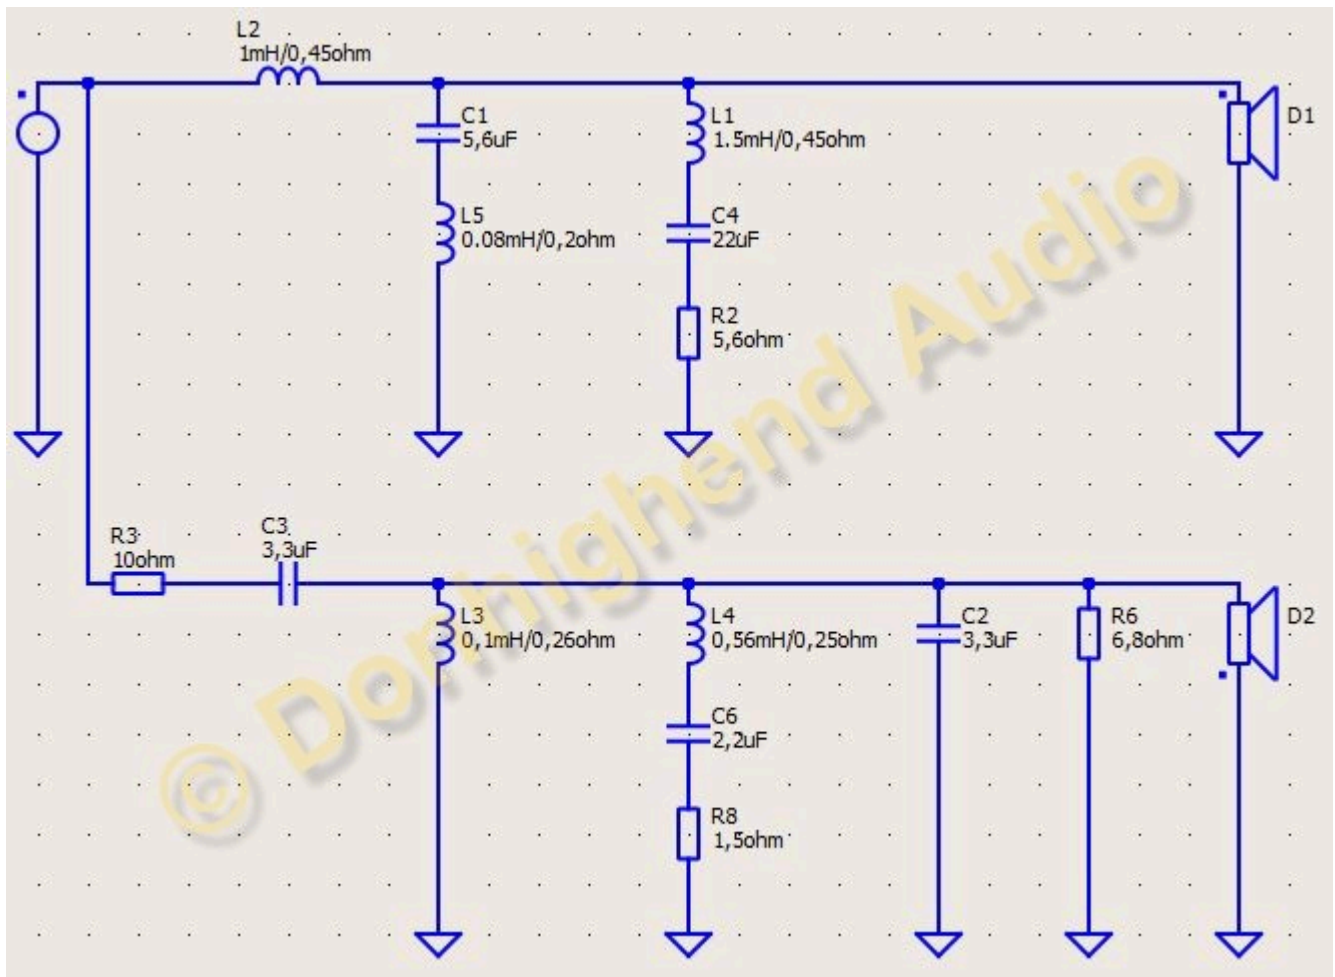 L2
1mH/0,45ohm
C1
5,6uF
L1
1.5mH/0,45ohm
D1
L5
0.08mH/0,2ohm
C4
22uF
R2
5,6ohm
R3
10ohm
C3
3,3uF
L3
0,1mH/0,26ohm
L4
0,56mH/0,25ohm
C2
3,3uF
R6
6,8ohm
D2
C6
2,2uF
R8
1,5ohm
© Donhighend Audio